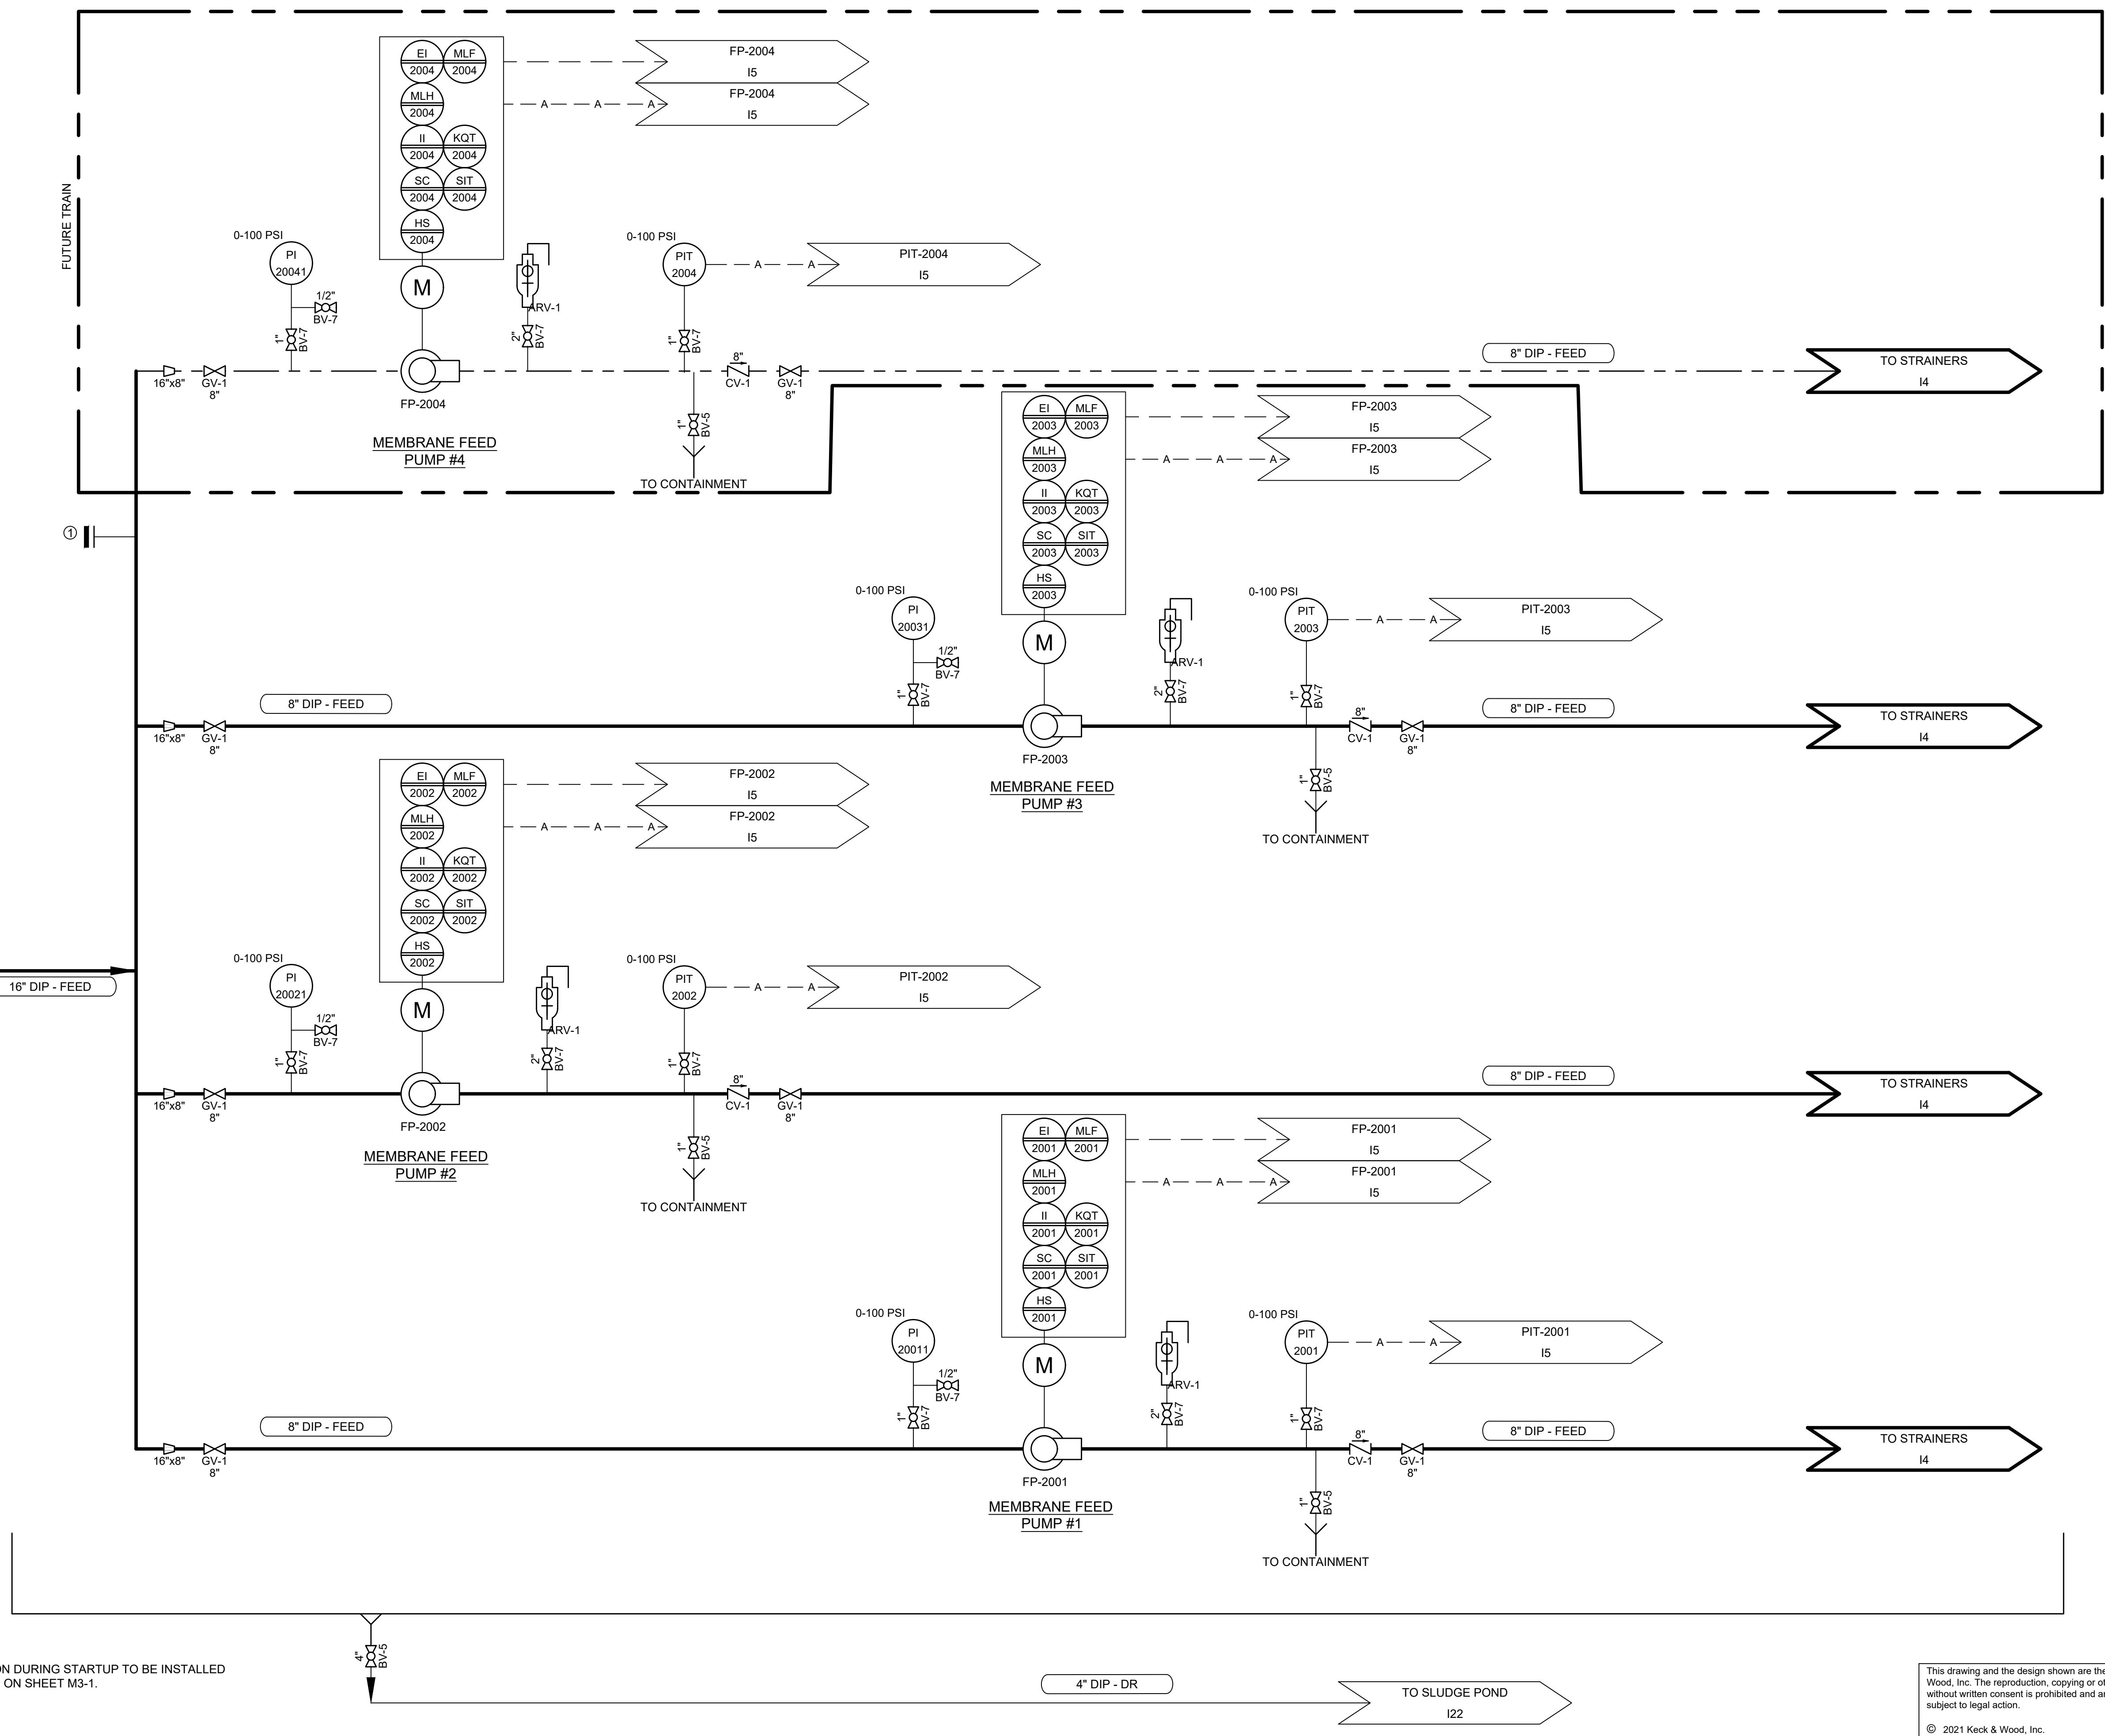 FUTURE TRAIN
EI
2004
MLF
2004
MLH
2004
II
2004
KQT
2004
SC
2004
SIT
2004
HS
2004
M
FP-2004
I5
FP-2004
I5
A
A
A
0-100 PSI
PI
20041
1/2"
BV-7
1"
BV-7
ARV-1
2"
BV-7
0-100 PSI
PIT
2004
A
A
PIT-2004
I5
1"
BV-7
16"x8"
GV-1
8"
FP-2004
MEMBRANE FEED
PUMP #4
8"
CV-1
GV-1
8"
1"
BV-5
TO CONTAINMENT
8" DIP - FEED
TO STRAINERS
I4
1
EI
2003
MLF
2003
MLH
2003
II
2003
KQT
2003
SC
2003
SIT
2003
HS
2003
M
FP-2003
I5
FP-2003
I5
A
A
A
0-100 PSI
PI
20031
1/2"
BV-7
1"
BV-7
ARV-1
2"
BV-7
0-100 PSI
PIT
2003
A
A
PIT-2003
I5
1"
BV-7
16"x8"
GV-1
8"
8" DIP - FEED
FP-2003
MEMBRANE FEED
PUMP #3
8"
CV-1
GV-1
8"
1"
BV-5
TO CONTAINMENT
8" DIP - FEED
TO STRAINERS
I4
EI
2002
MLF
2002
MLH
2002
II
2002
KQT
2002
SC
2002
SIT
2002
HS
2002
M
FP-2002
I5
FP-2002
I5
A
A
A
16" DIP - FEED
0-100 PSI
PI
20021
1/2"
BV-7
1"
BV-7
ARV-1
2"
BV-7
0-100 PSI
PIT
2002
A
A
PIT-2002
I5
1"
BV-7
16"x8"
GV-1
8"
FP-2002
MEMBRANE FEED
PUMP #2
8"
CV-1
GV-1
8"
1"
BV-5
TO CONTAINMENT
8" DIP - FEED
TO STRAINERS
I4
EI
2001
MLF
2001
MLH
2001
II
2001
KQT
2001
SC
2001
SIT
2001
HS
2001
M
FP-2001
I5
FP-2001
I5
A
A
A
0-100 PSI
PI
20011
1/2"
BV-7
1"
BV-7
ARV-1
2"
BV-7
0-100 PSI
PIT
2001
A
A
PIT-2001
I5
1"
BV-7
16"x8"
GV-1
8"
8" DIP - FEED
FP-2001
MEMBRANE FEED
PUMP #1
8"
CV-1
GV-1
8"
1"
BV-5
TO CONTAINMENT
8" DIP - FEED
TO STRAINERS
I4
4"
BV-5
4" DIP - DR
TO SLUDGE POND
I22
DURING STARTUP TO BE INSTALLED
ON SHEET M3-1.
This drawing and the design shown are the
Wood, Inc. The reproduction, copying or
without written consent is prohibited and
subject to legal action.
© 2021 Keck & Wood, Inc.